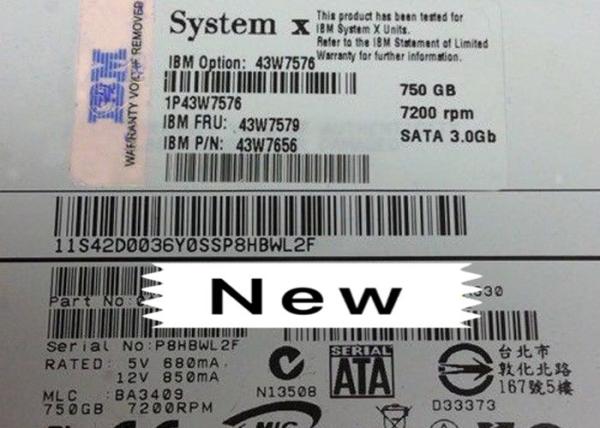 WARRANTY VOID IF REMOVED
IBM
System x
This product has been tested for
IBM System X Units.
Refer to the IBM Statement of Limited
Warranty for further information.
IBM Option: 43W7576
1P43W7576
IBM FRU: 43W7579
IBM P/N: 43W7656
750 GB
7200 rpm
SATA 3.0Gb
11S42D0036Y0SSP8HBWL2F
Part No:
New
Serial No:P8HBWL2F
RATED: 5V 680mA,
12V 850mA
MLC :BA3409
750GB 7200RPM
N13508
SERIAL
ATA
D33373
台北市
敦化北路
167號5樓